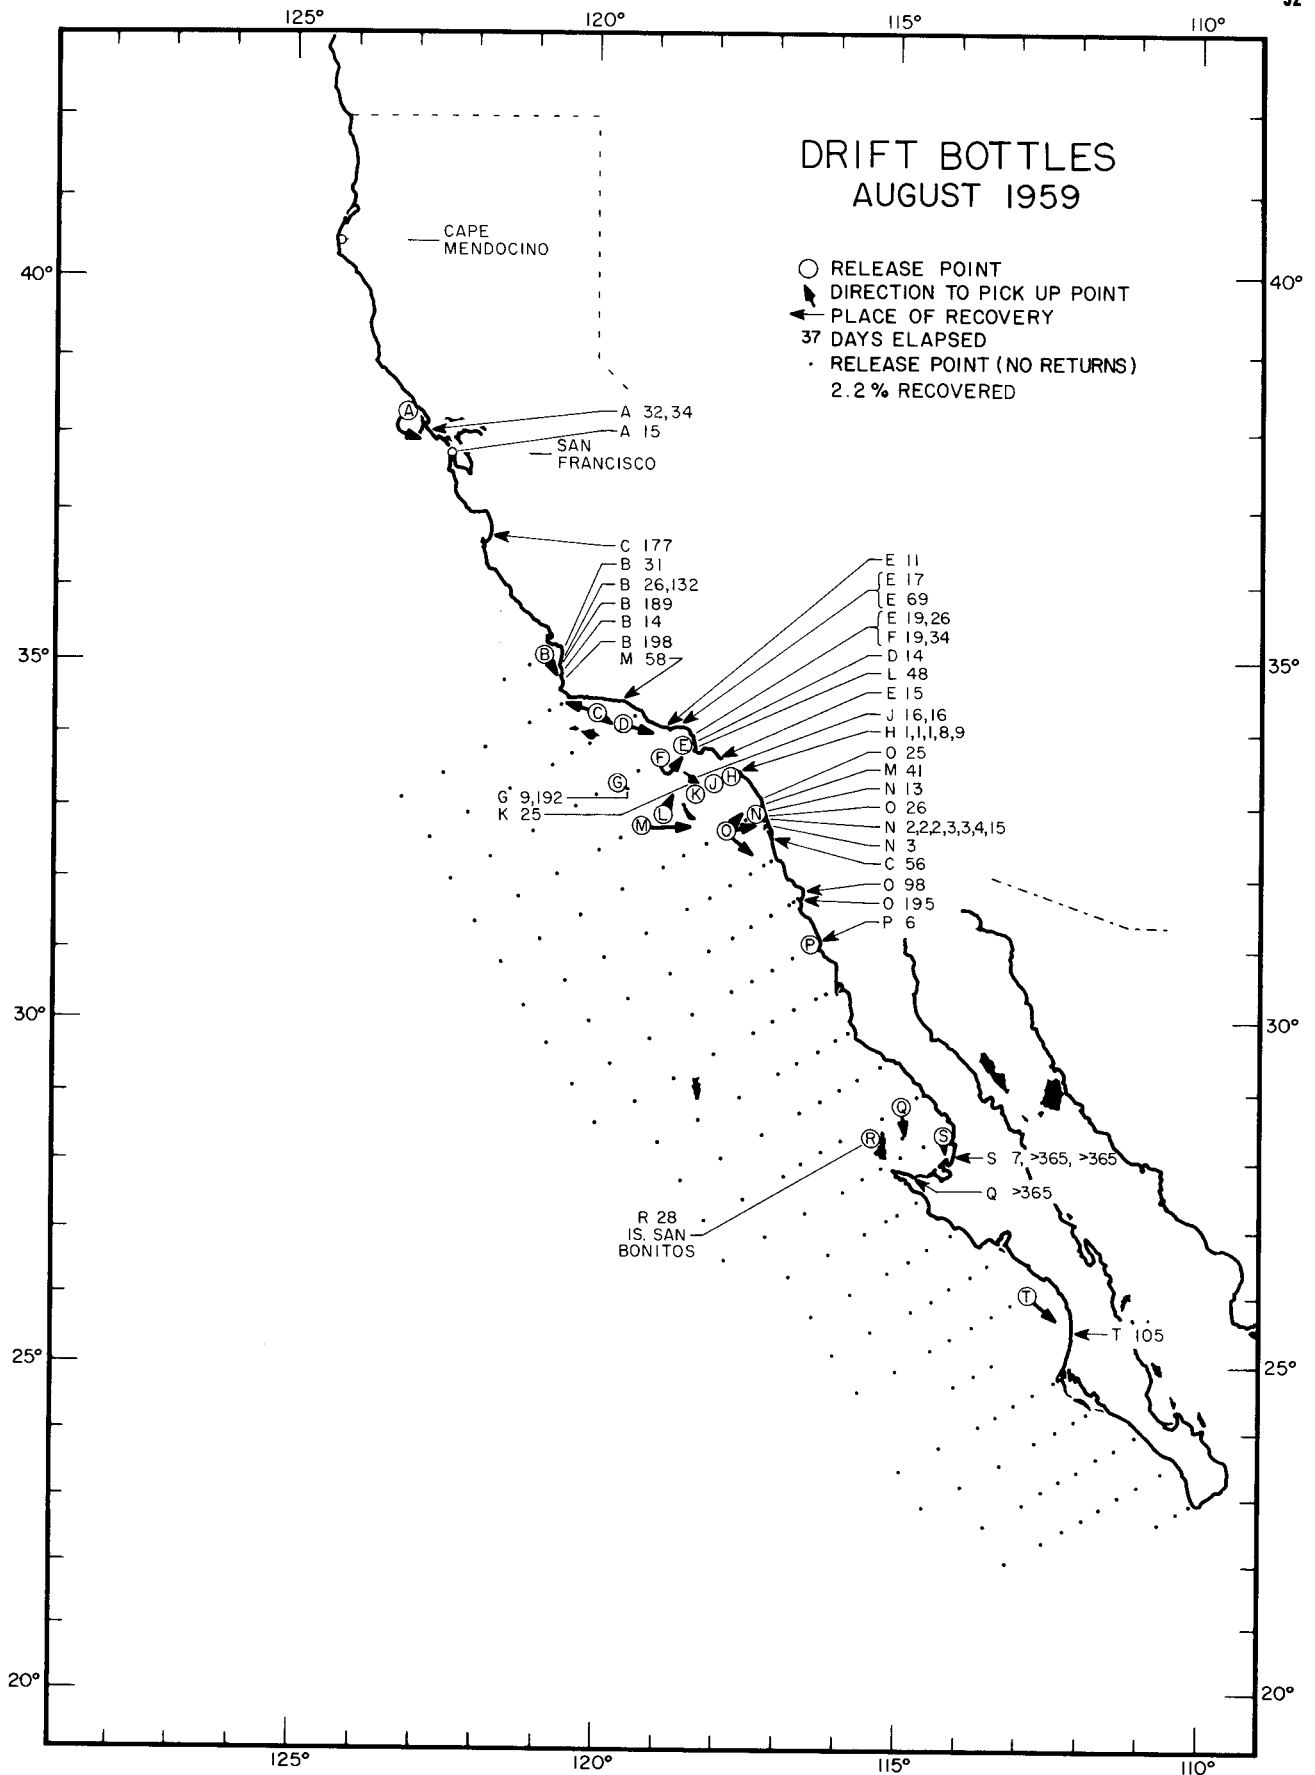 125°
120°
115°
110°
DRIFT BOTTLES
AUGUST 1959
CAPE
MENDOCINO
RELEASE POINT
DIRECTION TO PICK UP POINT
PLACE OF RECOVERY
37 DAYS ELAPSED
RELEASE POINT (NO RETURNS)
2.2% RECOVERED
40°
40°
A
A 32,34
A 15
SAN
FRANCISCO
C 177
B 31
B 26,132
B 189
B 14
B 198
M 58
E 11
E 17
E 69
E 19,26
F 19,34
D 14
L 48
E 15
J 16,16
H 1,1,1,8,9
O 25
M 41
N 13
O 26
N 2,2,2,3,3,4,15
N 3
C 56
O 98
O 195
P 6
35°
35°
B
C
D
E
F
G
H
J
K
L
M
N
O
P
G 9,192
K 25
30°
30°
Q
R
S
S 7, >365, >365
Q >365
R 28
IS. SAN
BONITOS
T
T 105
25°
25°
20°
20°
125°
120°
115°
110°